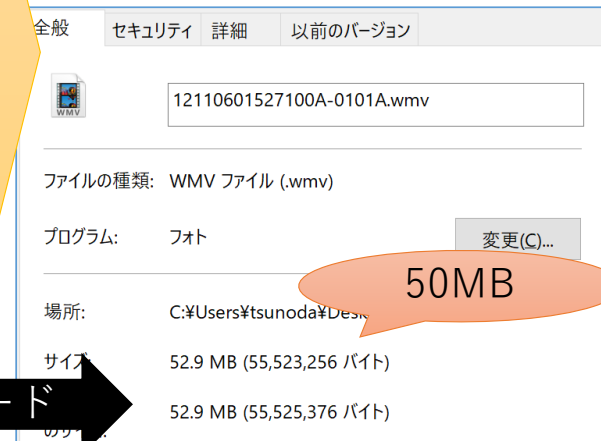 全般 セキュリティ 詳細 以前のバージョン
WMV
12110601527100A-0101A.wmv
ファイルの種類: WMV ファイル (.wmv)
プログラム: フォト 変更(C)...
50MB
場所: C:¥Users¥tsunoda¥Desk
サイズ: 52.9 MB (55,523,256 バイト)
ード 52.9 MB (55,525,376 バイト)